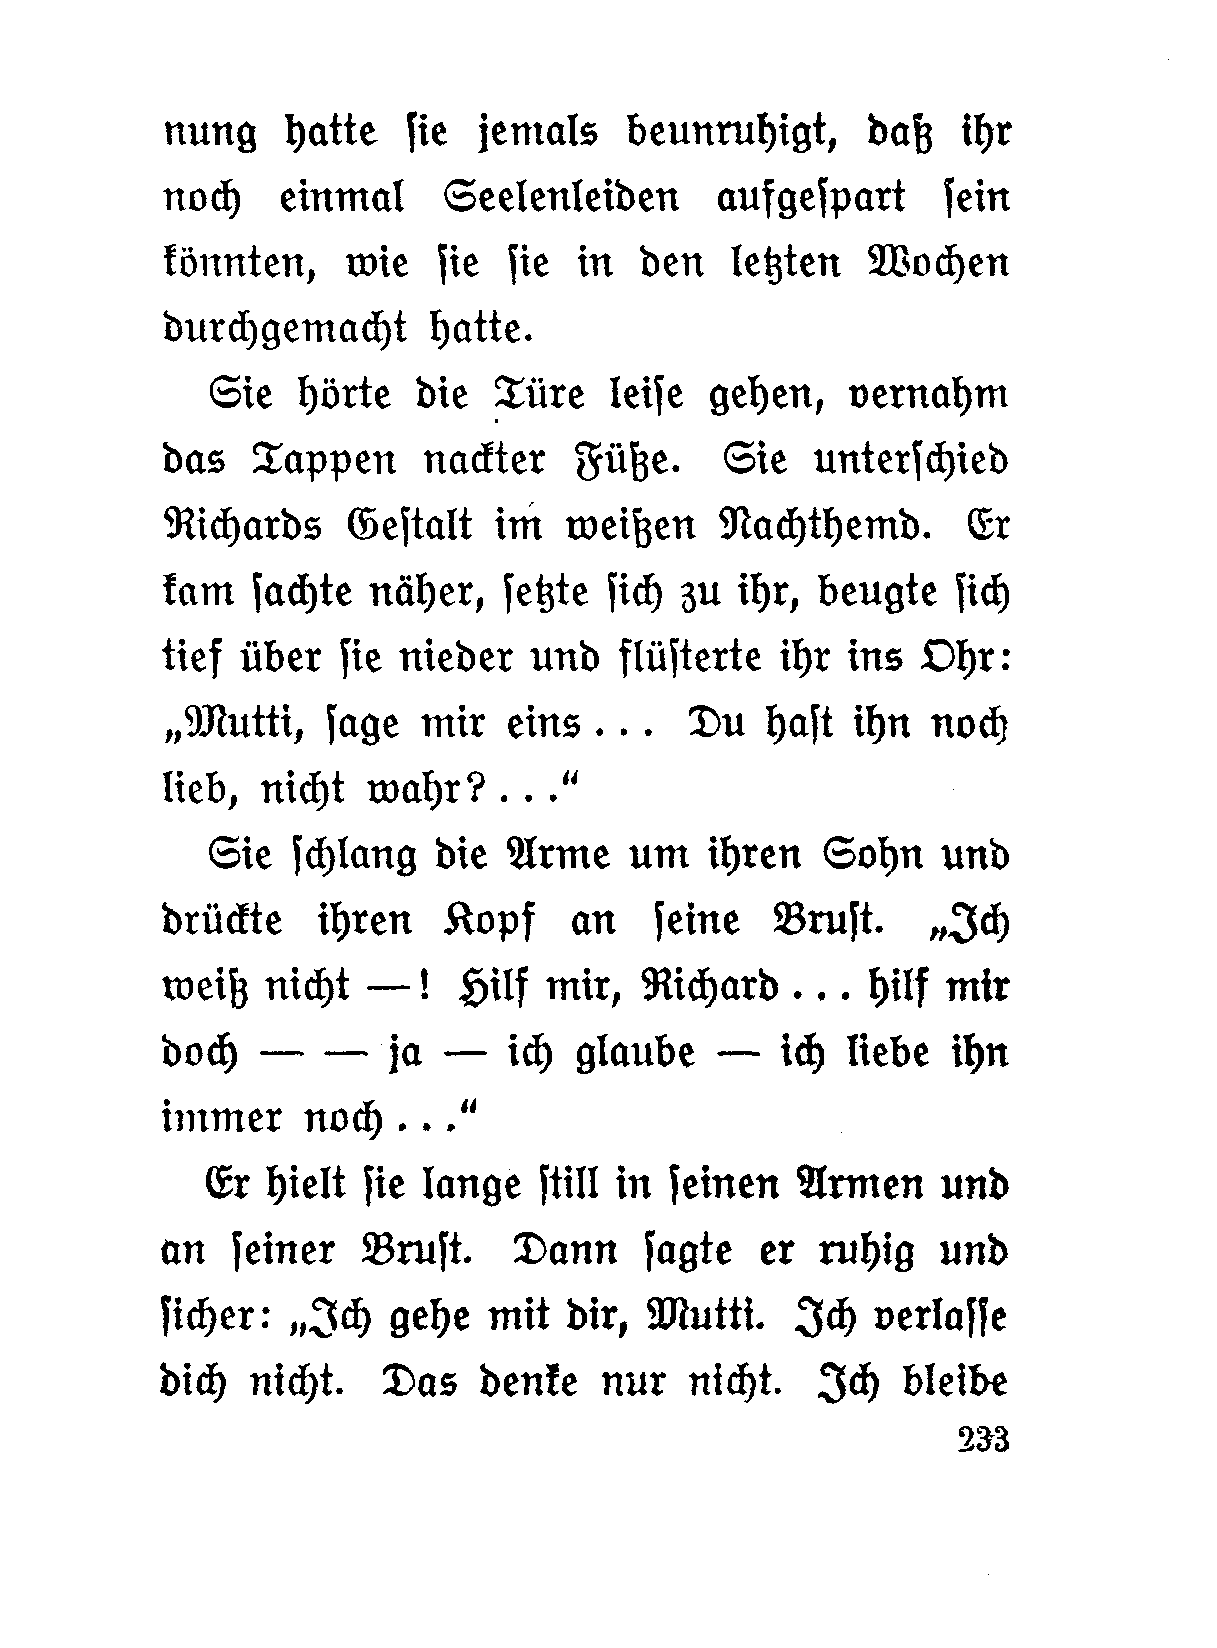 nung hatte sie jemals beunruhigt, daß ihr
noch einmal Seelenleiden aufgespart sein
könnten, wie sie sie in den letzten Wochen
durchgemacht hatte.
Sie hörte die Türe leise gehen, vernahm
das Tappen nackter Füße. Sie unterschied
Richards Gestalt im weißen Nachthemd. Er
kam sachte näher, setzte sich zu ihr, beugte sich
tief über sie nieder und flüsterte ihr ins Ohr:
„Mutti, sage mir eins . . . Du hast ihn noch
lieb, nicht wahr? . . .“
Sie schlang die Arme um ihren Sohn und
drückte ihren Kopf an seine Brust. „Ich
weiß nicht —! Hilf mir, Richard . . . hilf mir
doch — — ja — ich glaube — ich liebe ihn
immer noch . . .“
Er hielt sie lange still in seinen Armen und
an seiner Brust. Dann sagte er ruhig und
sicher: „Ich gehe mit dir, Mutti. Ich verlasse
dich nicht. Das denke nur nicht. Ich bleibe
233